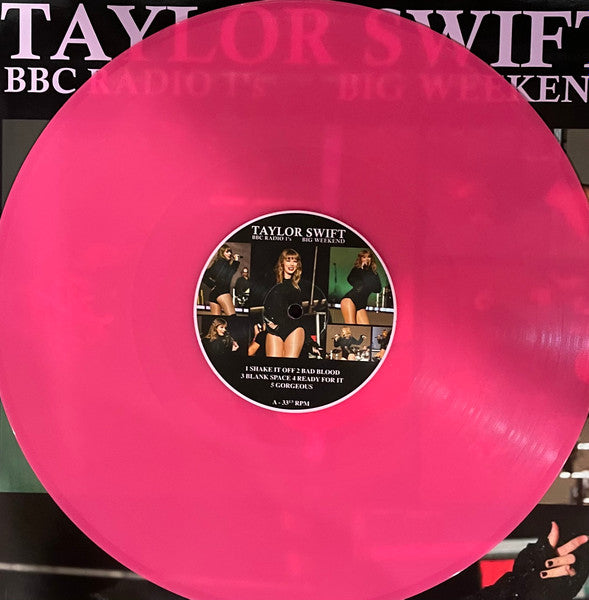 TAYLOR SWIFT
BBC RADIO 1's BIG WEEKEN
TAYLOR SWIFT
BBC RADIO 1's BIG WEEKEND
1 SHAKE IT OFF 2 BAD BLOOD
3 BLANK SPACE 4 READY FOR IT
5 GORGEOUS
A - 33⅓ RPM